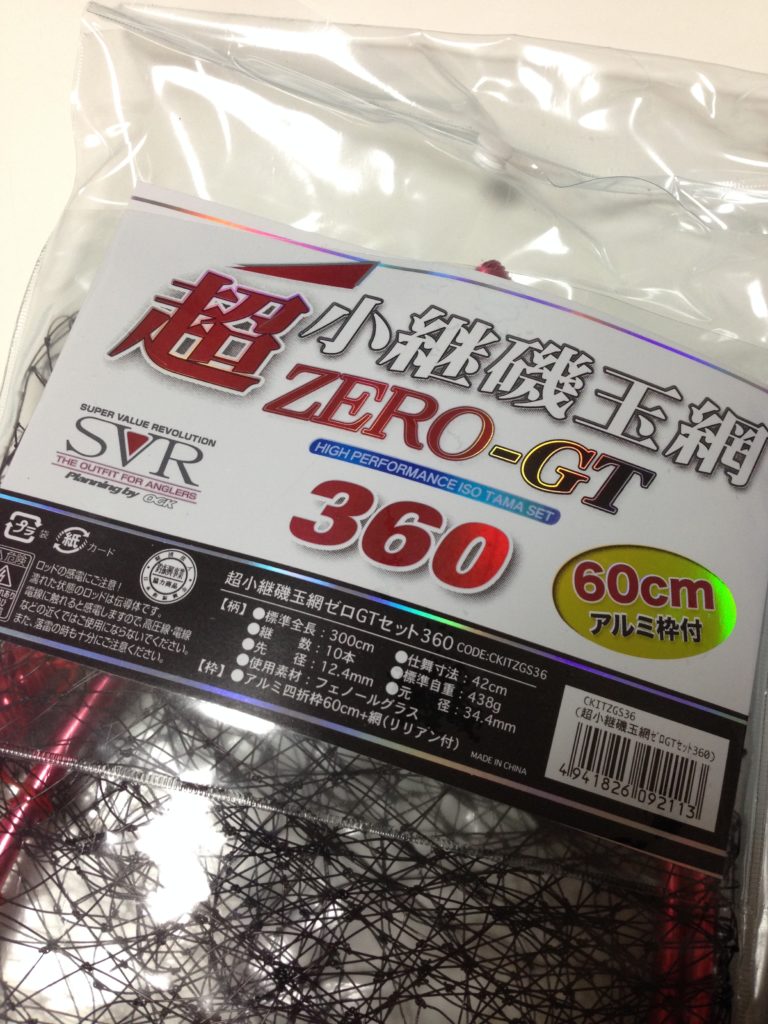 超小継磯玉網
ZERO-GT
HIGH PERFORMANCE ISO TAMA SET
360
SUPER VALUE REVOLUTION
SVR
THE OUTFIT FOR ANGLERS
Planning by OGK
60cm
アルミ枠付
プラ 袋 紙 カード
危険
ロッドの感電にご注意！
濡れた状態のロッドは伝導体です。
電線に触れると感電しますので、高圧線・電線
などの近くではご使用にならないでください。
また、落雷の時も十分にご注意ください。
超小継磯玉網ゼロGTセット360 CODE:CKITZGS36
【柄】●標準全長：300cm ●仕舞寸法：42cm
●継 数：10本 ●標準自重：438g
●先 径：12.4mm ●元 径：34.4mm
●使用素材：フェノールグラス
【枠】●アルミ四折枠60cm+網(リリアン付)
MADE IN CHINA
CKITZGS36
(超小継磯玉網ゼロGTセット360)
4941826092113